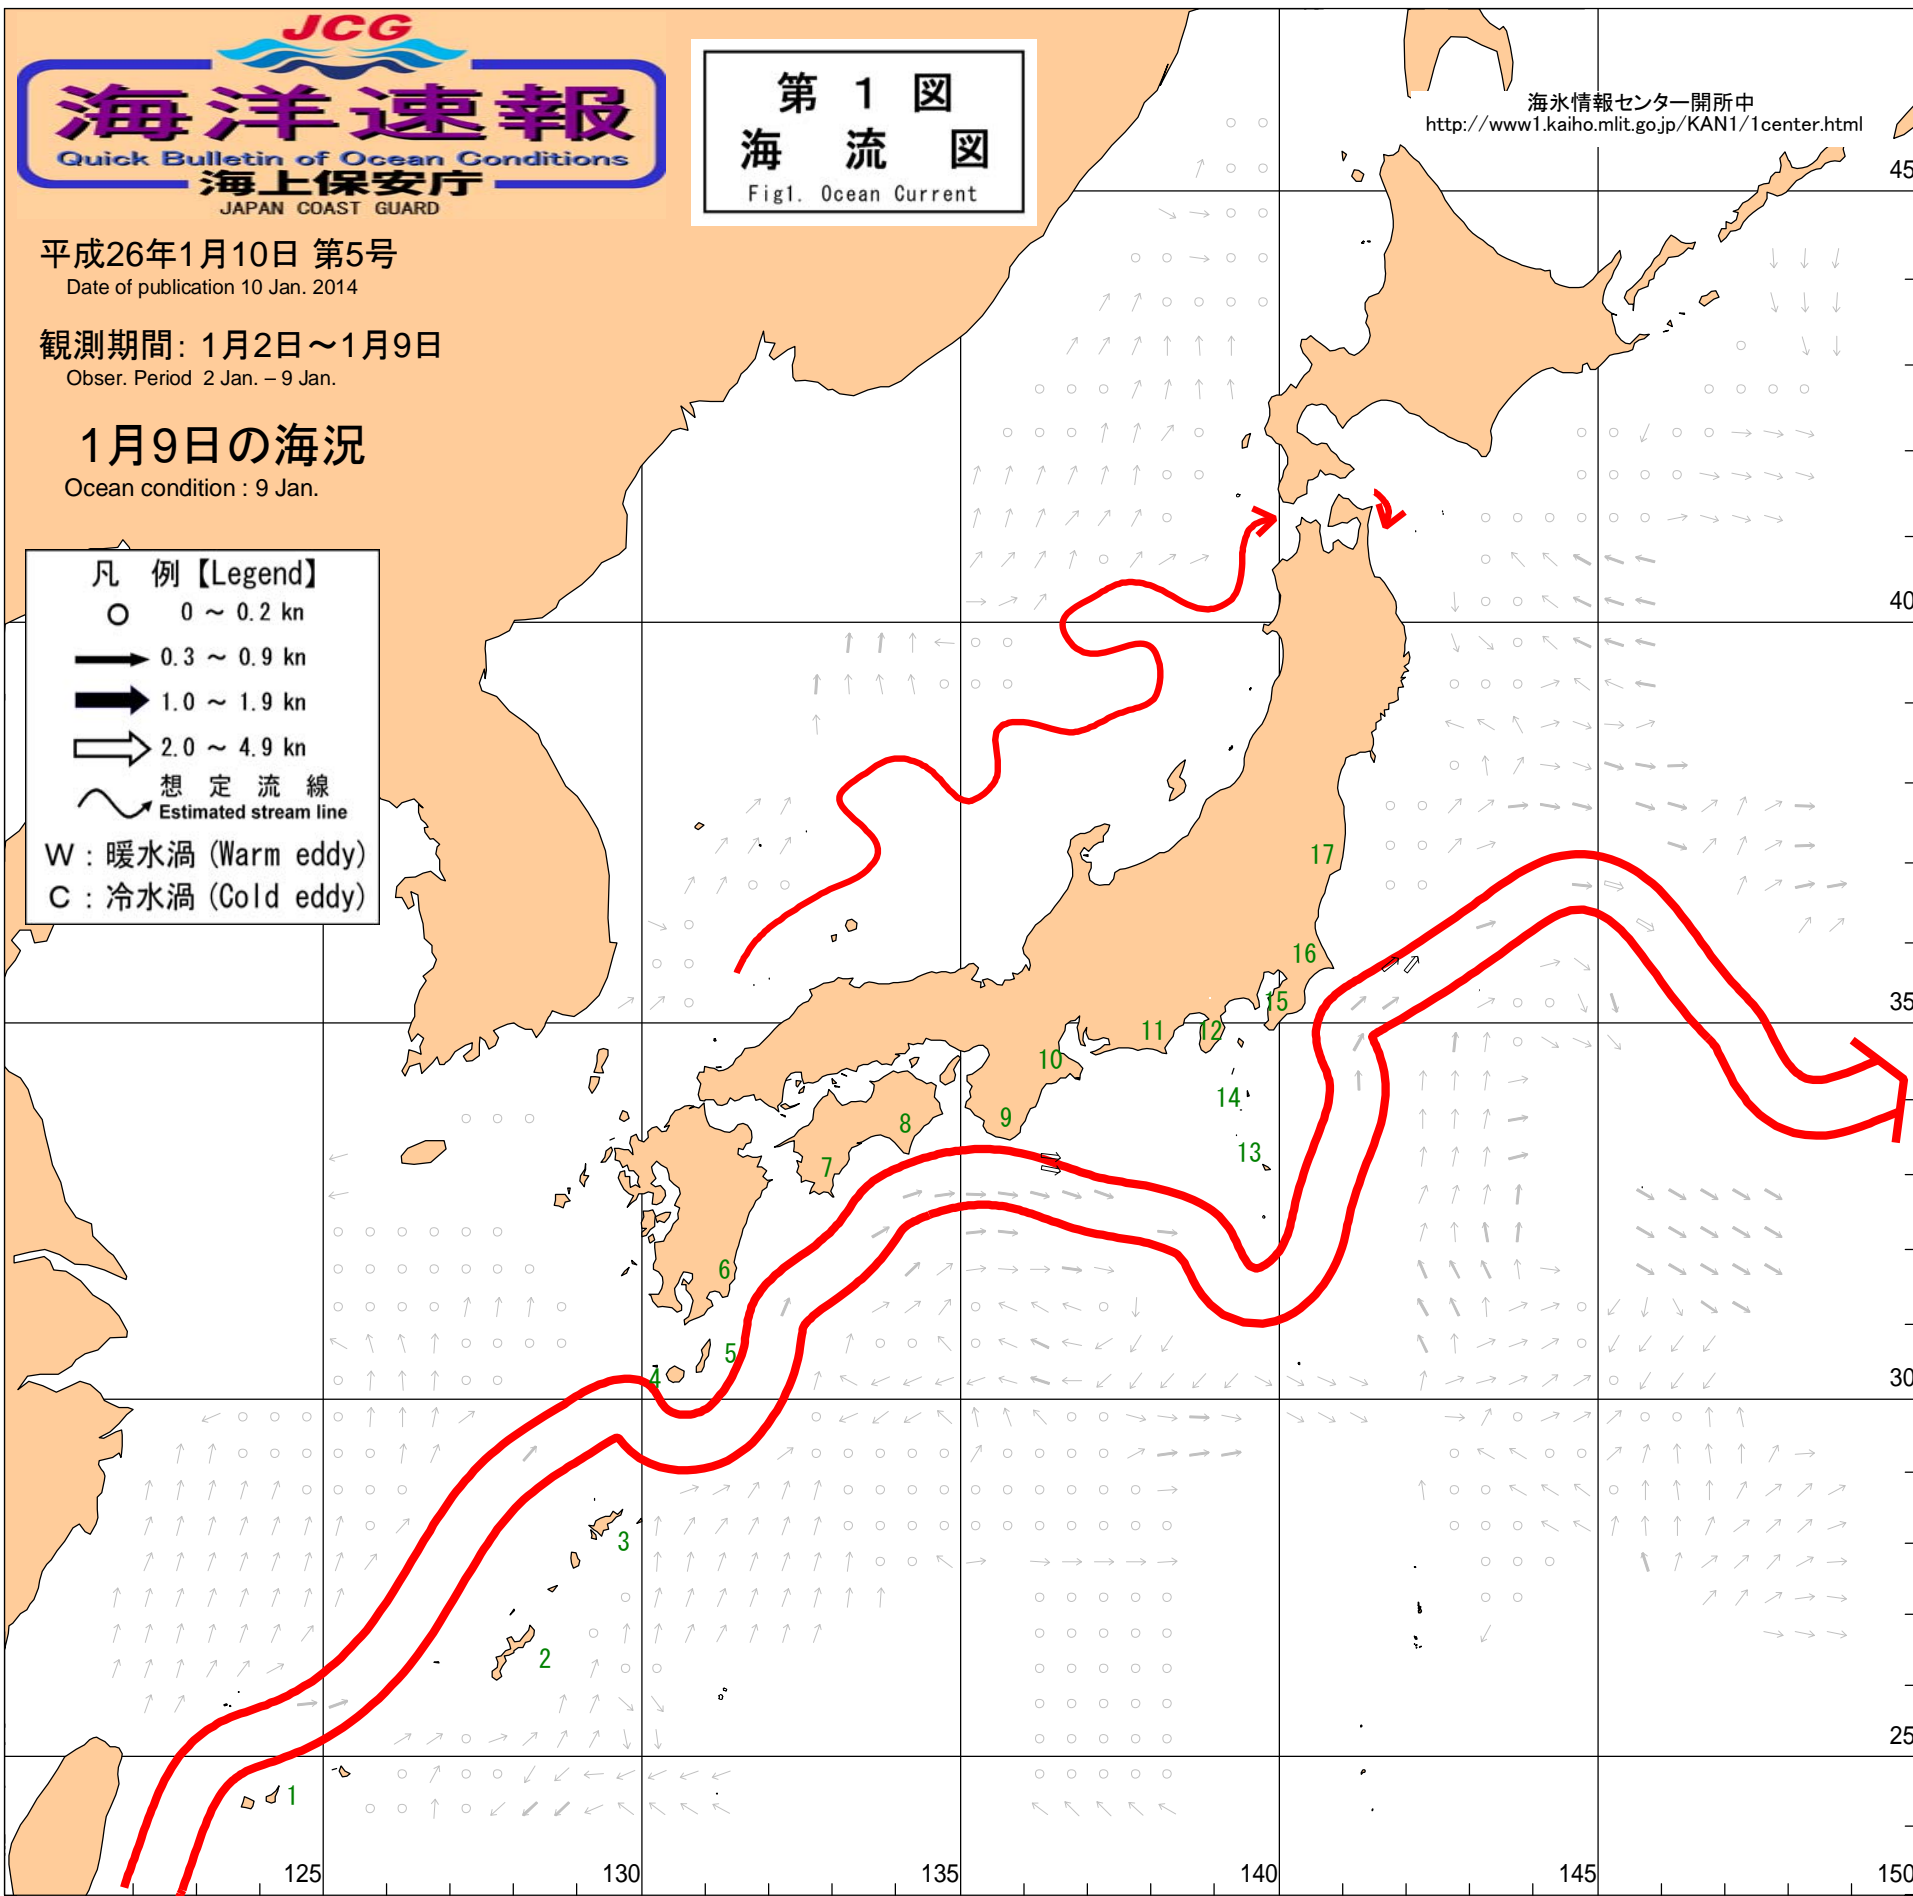 JCG
海洋速報
Quick Bulletin of Ocean Conditions
海上保安庁
JAPAN COAST GUARD
第 1 図
海 流 図
Fig1. Ocean Current
海氷情報センター開所中
http://www1.kaiho.mlit.go.jp/KAN1/1center.html
平成26年1月10日 第5号
Date of publication 10 Jan. 2014
観測期間: 1月2日～1月9日
Obser. Period 2 Jan. – 9 Jan.
1月9日の海況
Ocean condition : 9 Jan.
凡 例【Legend】
0 ～ 0.2 kn
0.3 ～ 0.9 kn
1.0 ～ 1.9 kn
2.0 ～ 4.9 kn
想 定 流 線
Estimated stream line
W : 暖水渦 (Warm eddy)
C : 冷水渦 (Cold eddy)
45
40
17
16
15
35
11
12
10
14
8
9
13
7
6
5
4
30
3
2
25
1
125
130
135
140
145
150